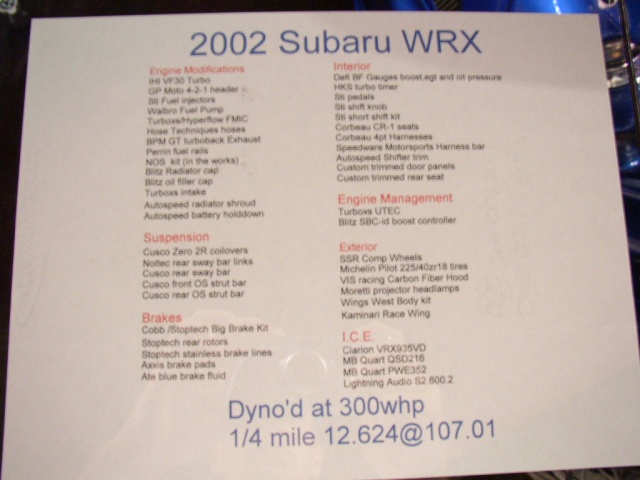 2002 Subaru WRX
Engine Modifications
IHI VF30 Turbo
GP Moto 4-2-1 header
Sti Fuel injectors
Walbro Fuel Pump
Turboxs/Hyperflow FMIC
Hose Techniques hoses
BPM GT turboback Exhaust
Perrin fuel rails
NOS kit (in the works)
Blitz Radiator cap
Blitz oil filler cap
Turboxs intake
Autospeed radiator shroud
Autospeed battery holddown
Suspension
Cusco Zero 2R coilovers
Noltec rear sway bar links
Cusco rear sway bar
Cusco front OS strut bar
Cusco rear OS strut bar
Brakes
Cobb /Stoptech Big Brake Kit
Stoptech rear rotors
Stoptech stainless brake lines
Axxis brake pads
Ate blue brake fluid
Interior
Defi BF Gauges boost,egt and oil pressure
HKS turbo timer
Sti pedals
Sti shift knob
Sti short shift kit
Corbeau CR-1 seats
Corbeau 4pt Harnesses
Speedware Motorsports Harness bar
Autospeed Shifter trim
Custom trimmed door panels
Custom trimmed rear seat
Engine Management
Turboxs UTEC
Blitz SBC-id boost controller
Exterior
SSR Comp Wheels
Michelin Pilot 225/40zr18 tires
VIS racing Carbon Fiber Hood
Moretti projector headlamps
Wings West Body kit
Kaminari Race Wing
I.C.E.
Clarion VRX935VD
MB Quart QSD216
MB Quart PWE352
Lightning Audio S2.600.2
Dyno'd at 300whp
1/4 mile 12.624@107.01